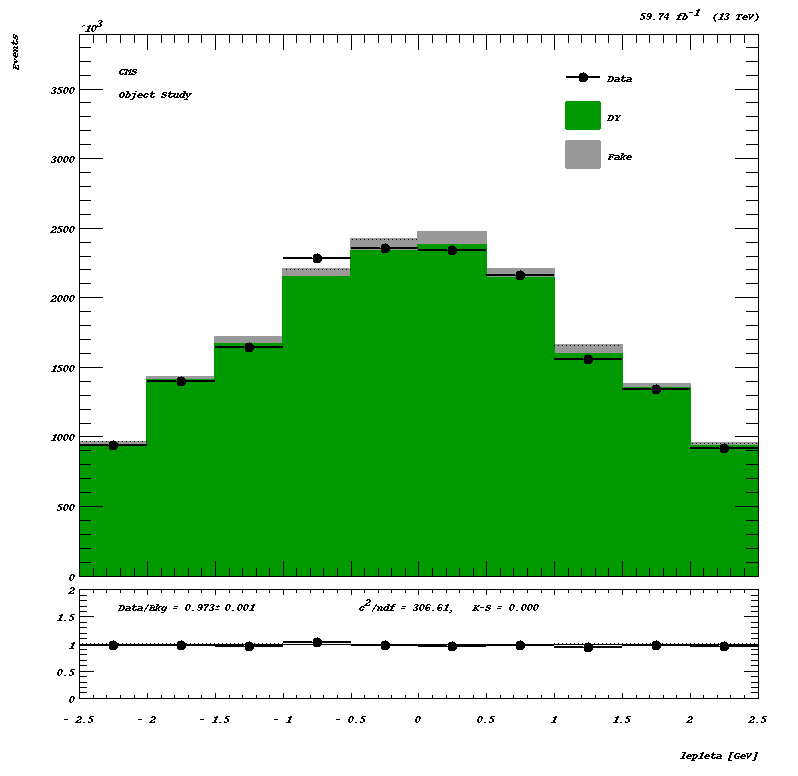 59.74 fb⁻¹ (13 TeV)
´10³
Events
CMS
Object Study
Data
DY
Fake
3500
3000
2500
2000
1500
1000
500
0
2
1.5
1
0.5
0
Data/Bkg = 0.973± 0.001
c²/ndf = 306.61, K-S = 0.000
- 2.5 - 2 - 1.5 - 1 - 0.5 0 0.5 1 1.5 2 2.5
lep1eta [GeV]